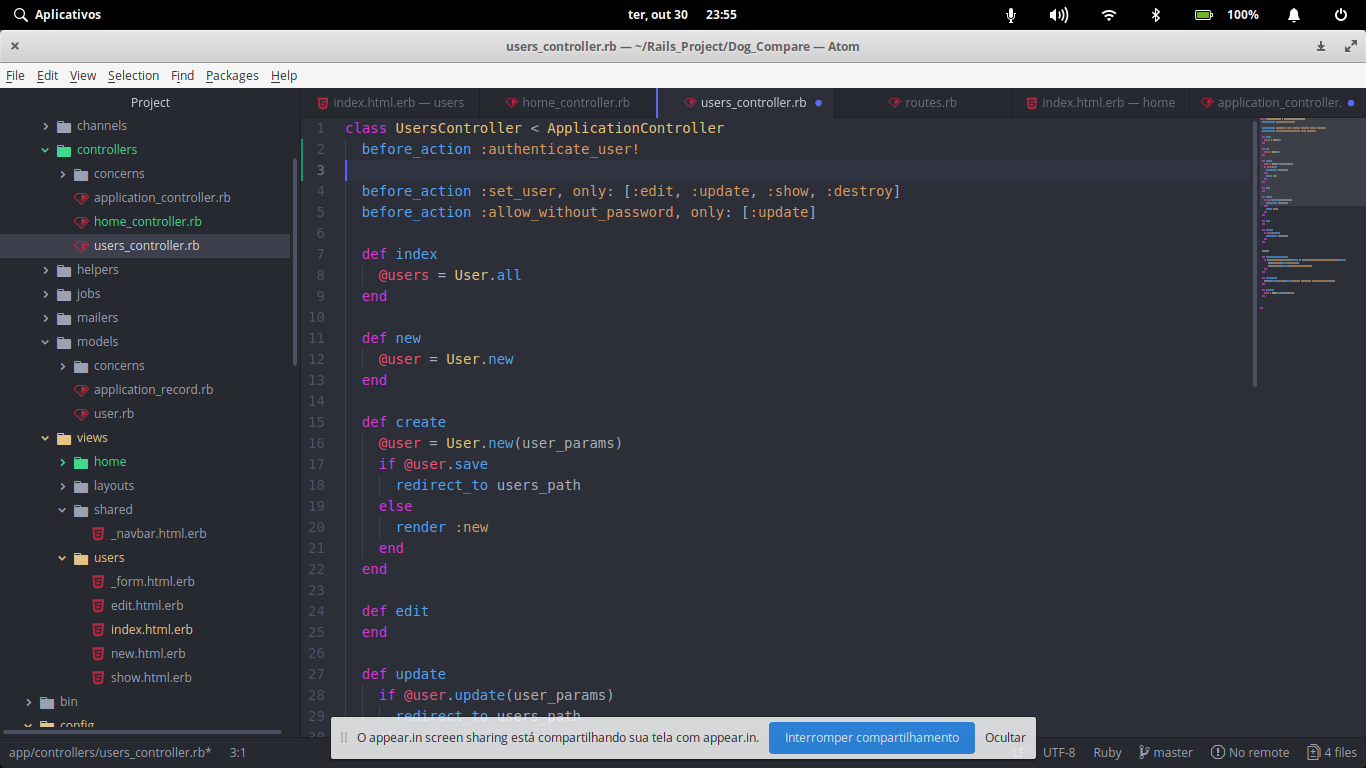 Aplicativos
ter, out 30 23:55
100%
users_controller.rb — ~/Rails_Project/Dog_Compare — Atom
File Edit View Selection Find Packages Help
Project
channels
controllers
concerns
application_controller.rb
home_controller.rb
users_controller.rb
helpers
jobs
mailers
models
concerns
application_record.rb
user.rb
views
home
layouts
shared
_navbar.html.erb
users
_form.html.erb
edit.html.erb
index.html.erb
new.html.erb
show.html.erb
bin
config
index.html.erb — users
home_controller.rb
users_controller.rb
routes.rb
index.html.erb — home
application_controller.
1 class UsersController < ApplicationController
2 before_action :authenticate_user!
3
4 before_action :set_user, only: [:edit, :update, :show, :destroy]
5 before_action :allow_without_password, only: [:update]
6
7 def index
8 @users = User.all
9 end
10
11 def new
12 @user = User.new
13 end
14
15 def create
16 @user = User.new(user_params)
17 if @user.save
18 redirect_to users_path
19 else
20 render :new
21 end
22 end
23
24 def edit
25 end
26
27 def update
28 if @user.update(user_params)
29 redirect_to users_path
O appear.in screen sharing está compartilhando sua tela com appear.in.
Interromper compartilhamento
Ocultar
app/controllers/users_controller.rb* 3:1
LF UTF-8 Ruby master No remote 4 files